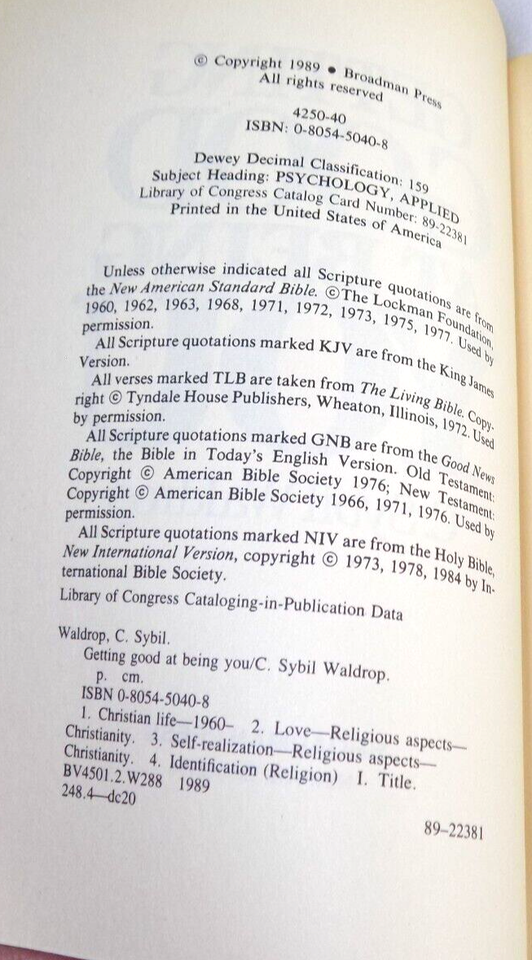 © Copyright 1989 • Broadman Press
All rights reserved
4250-40
ISBN: 0-8054-5040-8
Dewey Decimal Classification: 159
Subject Heading: PSYCHOLOGY, APPLIED
Library of Congress Catalog Card Number: 89-22381
Printed in the United States of America
Unless otherwise indicated all Scripture quotations are from
the New American Standard Bible. ©The Lockman Foundation,
1960, 1962, 1963, 1968, 1971, 1972, 1973, 1975, 1977. Used by
permission.
All Scripture quotations marked KJV are from the King James
Version.
All verses marked TLB are taken from The Living Bible. Copy-
right © Tyndale House Publishers, Wheaton, Illinois, 1972. Used
by permission.
All Scripture quotations marked GNB are from the Good News
Bible, the Bible in Today's English Version. Old Testament:
Copyright © American Bible Society 1976; New Testament:
Copyright © American Bible Society 1966, 1971, 1976. Used by
permission.
All Scripture quotations marked NIV are from the Holy Bible,
New International Version, copyright © 1973, 1978, 1984 by In-
ternational Bible Society.
Library of Congress Cataloging-in-Publication Data
Waldrop, C. Sybil.
Getting good at being you/C. Sybil Waldrop.
p. cm.
ISBN 0-8054-5040-8
1. Christian life—1960– 2. Love—Religious aspects—
Christianity. 3. Self-realization—Religious aspects—
Christianity. 4. Identification (Religion) I. Title.
BV4501.2.W288 1989
248.4—dc20
89-22381